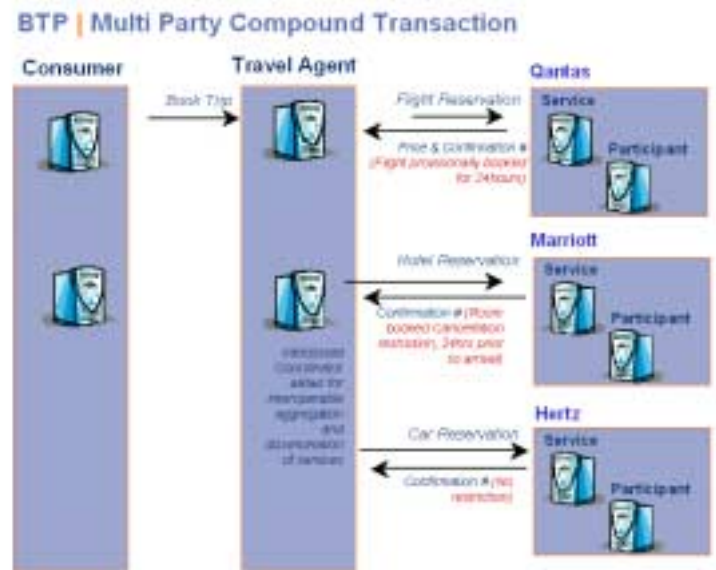 BTP | Multi Party Compound Transaction
Consumer
Travel Agent
Qantas
Book Trip
Flight Reservation
Service
Price & Confirmation #
(Flight provisionally booked
for 24hours)
Participant
Marriott
Hotel Reservation
Service
Confirmation # (Room
booked cancellation
restriction, 24hrs prior
to arrival)
Participant
interoperable
aggregation
and
of services
Hertz
Car Reservation
Service
Confirmation # (No
restriction)
Participant